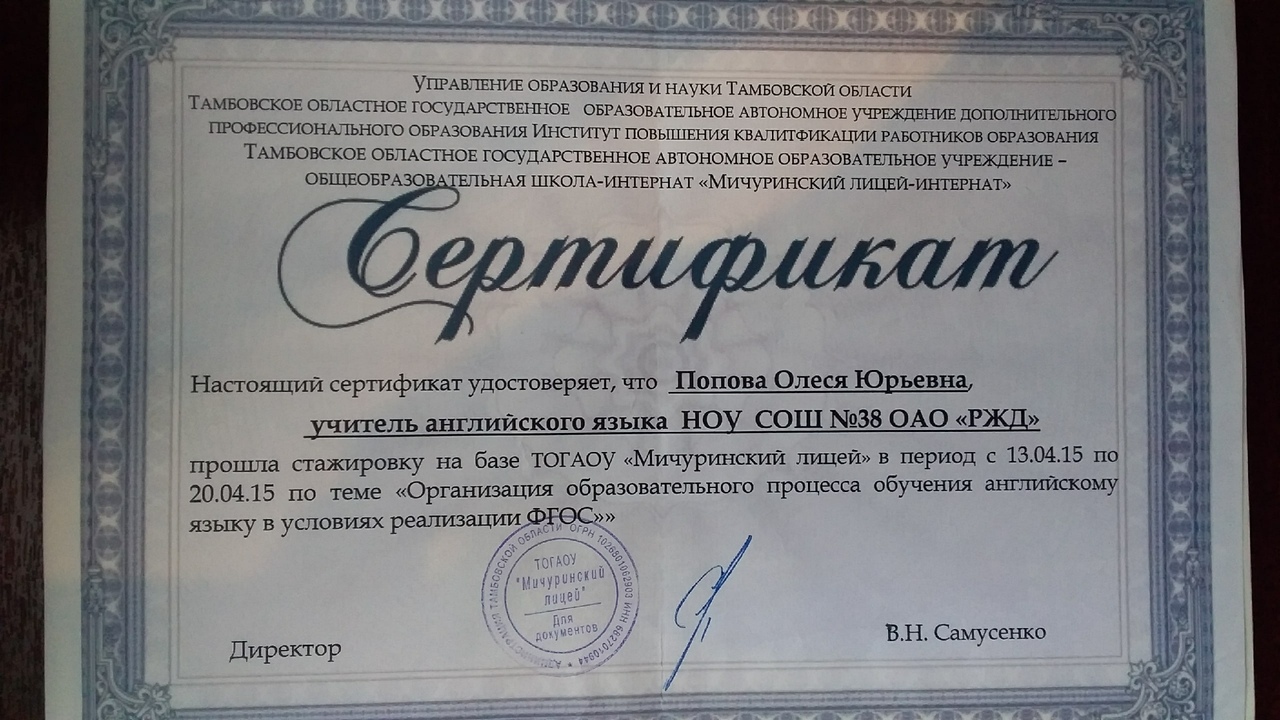 Управление образования и науки Тамбовской области
Тамбовское областное государственное образовательное автономное учреждение дополнительного
профессионального образования Институт повышения квалитфкации работников образования
Тамбовское областное государственное автономное образовательное учреждение –
общеобразовательная школа-интернат «Мичуринский лицей-интернат»
Сертификат
Настоящий сертификат удостоверяет, что Попова Олеся Юрьевна,
учитель английского языка НОУ СОШ №38 ОАО «РЖД»
прошла стажировку на базе ТОГАОУ «Мичуринский лицей» в период с 13.04.15 по
20.04.15 по теме «Организация образовательного процесса обучения английскому
языку в условиях реализации ФГОС»»
АДМИНИСТРАЦИЯ ТАМБОВСКОЙ ОБЛАСТИ ОГРН 1026801062903 ИНН 6827010944
ТОГАОУ
"Мичуринский
лицей"
Для
документов
Директор
В.Н. Самусенко